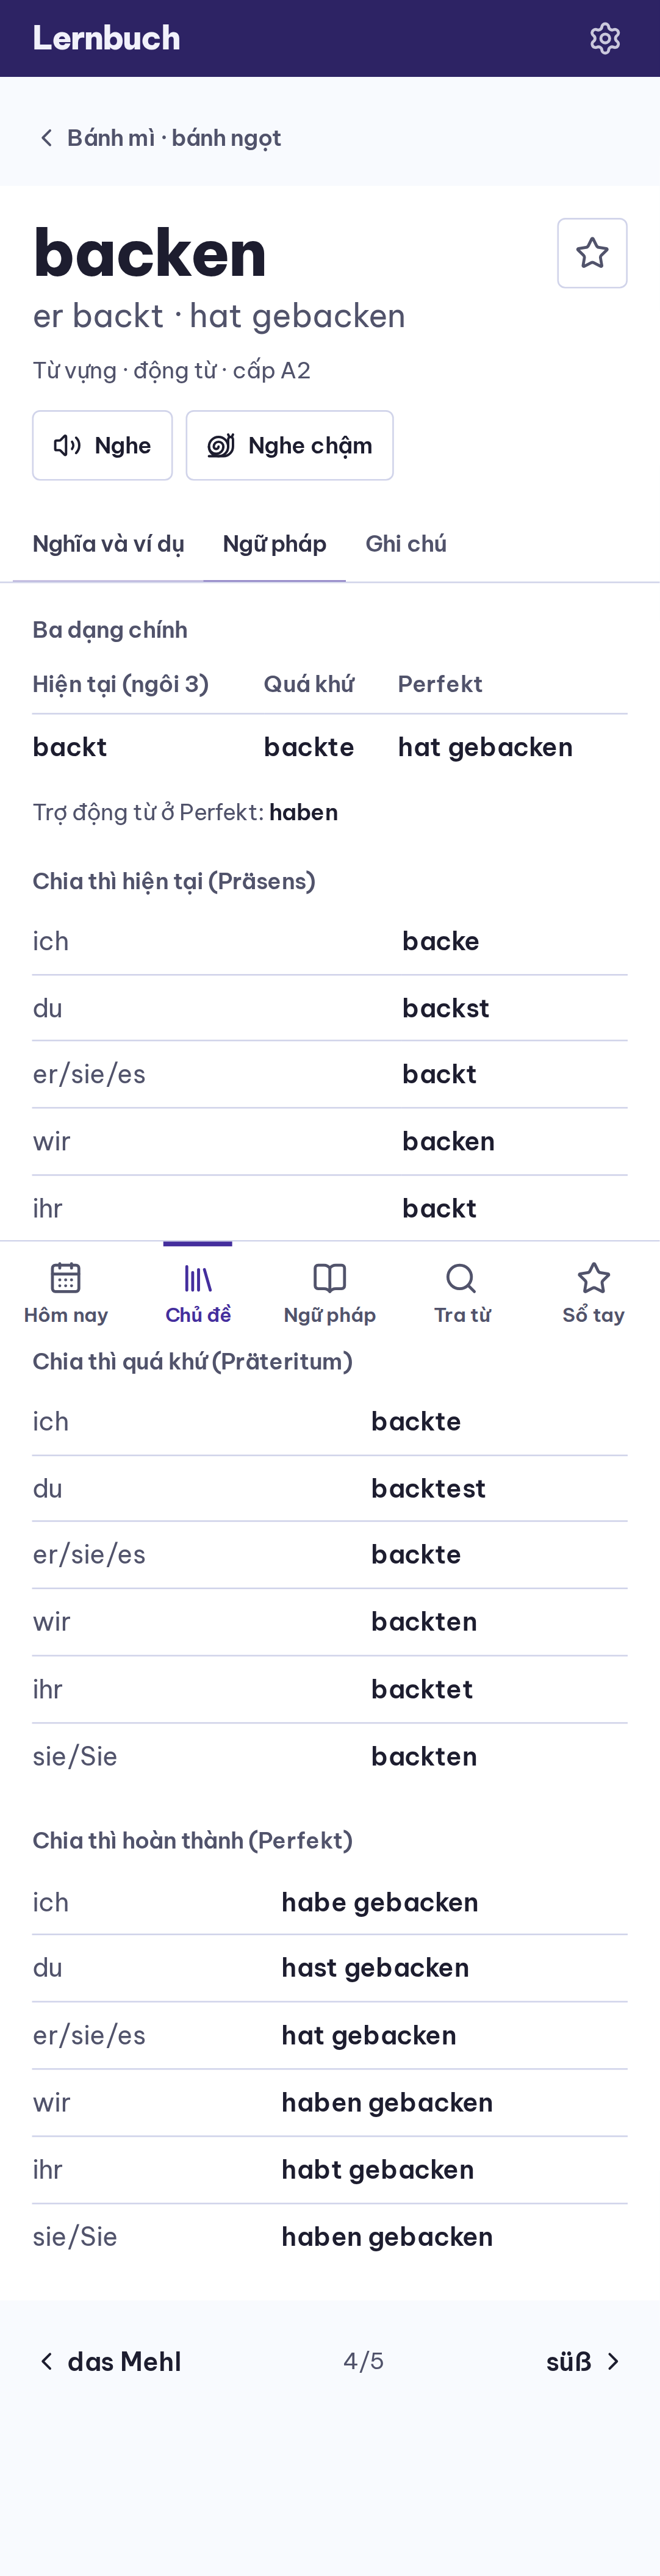 Lernbuch
Bánh mì · bánh ngọt
backen
er backt · hat gebacken
Từ vựng · động từ · cấp A2
Nghe
Nghe chậm
Nghĩa và ví dụ
Ngữ pháp
Ghi chú
Ba dạng chính
Hiện tại (ngôi 3) Quá khứ Perfekt
backt backte hat gebacken
Trợ động từ ở Perfekt: haben
Chia thì hiện tại (Präsens)
ich backe
du backst
er/sie/es backt
wir backen
ihr backt
Hôm nay
Chủ đề
Ngữ pháp
Tra từ
Sổ tay
Chia thì quá khứ (Präteritum)
ich backte
du backtest
er/sie/es backte
wir backten
ihr backtet
sie/Sie backten
Chia thì hoàn thành (Perfekt)
ich habe gebacken
du hast gebacken
er/sie/es hat gebacken
wir haben gebacken
ihr habt gebacken
sie/Sie haben gebacken
das Mehl 4/5 süß